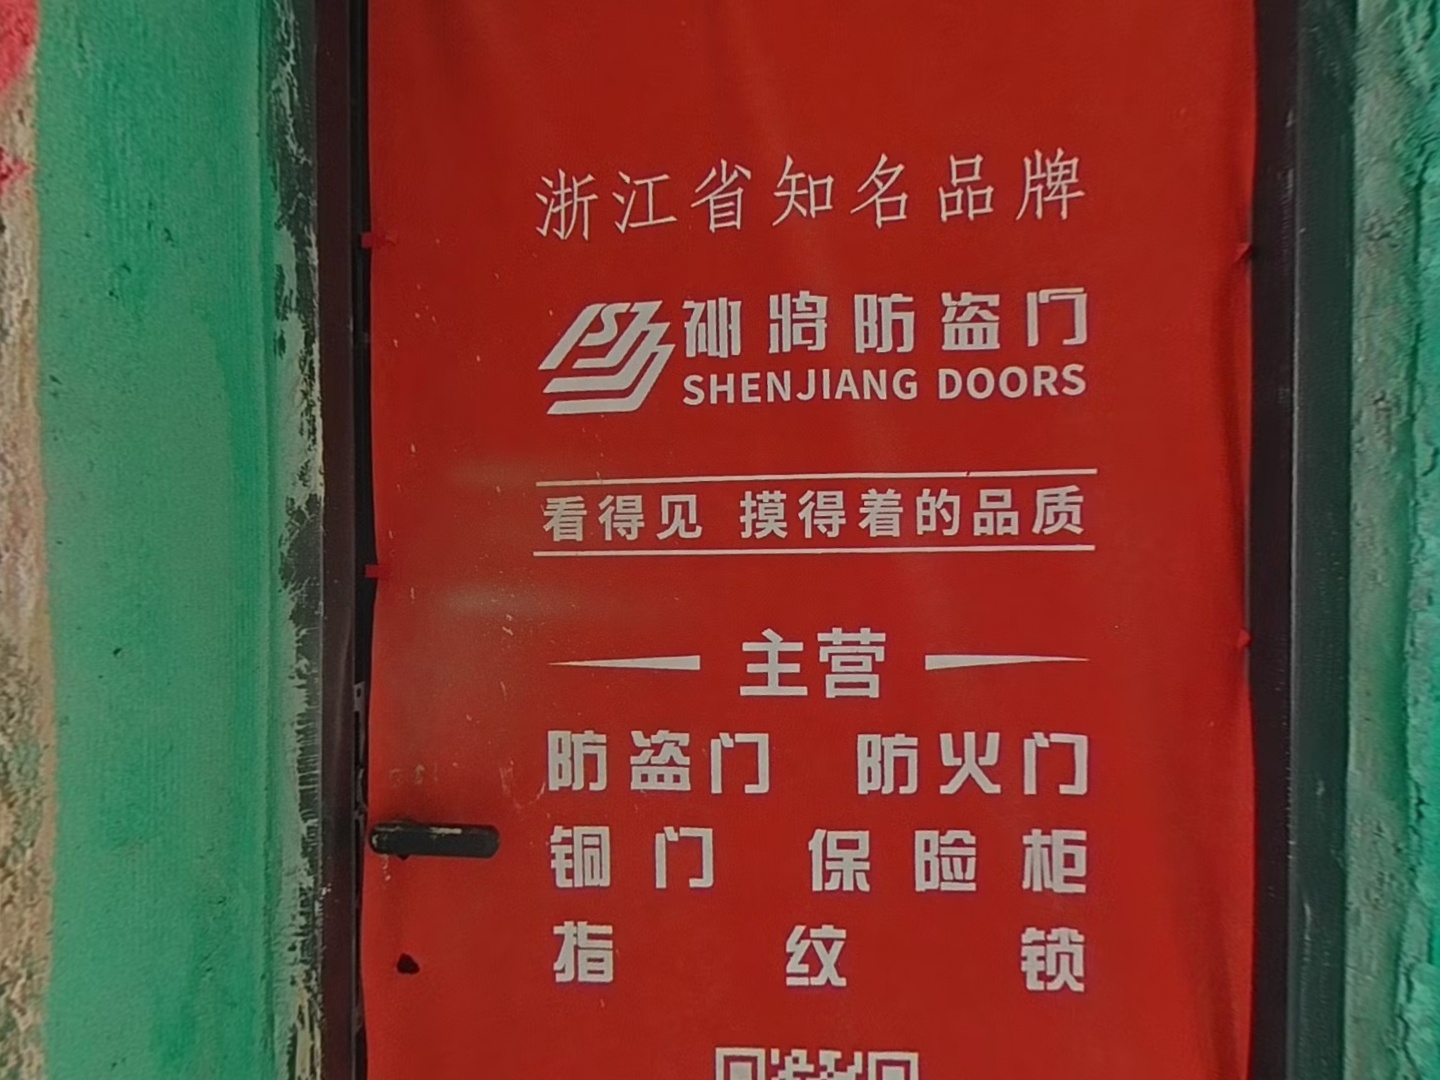 浙江省知名品牌
神将防盗门
SHENJIANG DOORS
看得见 摸得着的品质
主营
防盗门 防火门
铜门 保险柜
指纹锁